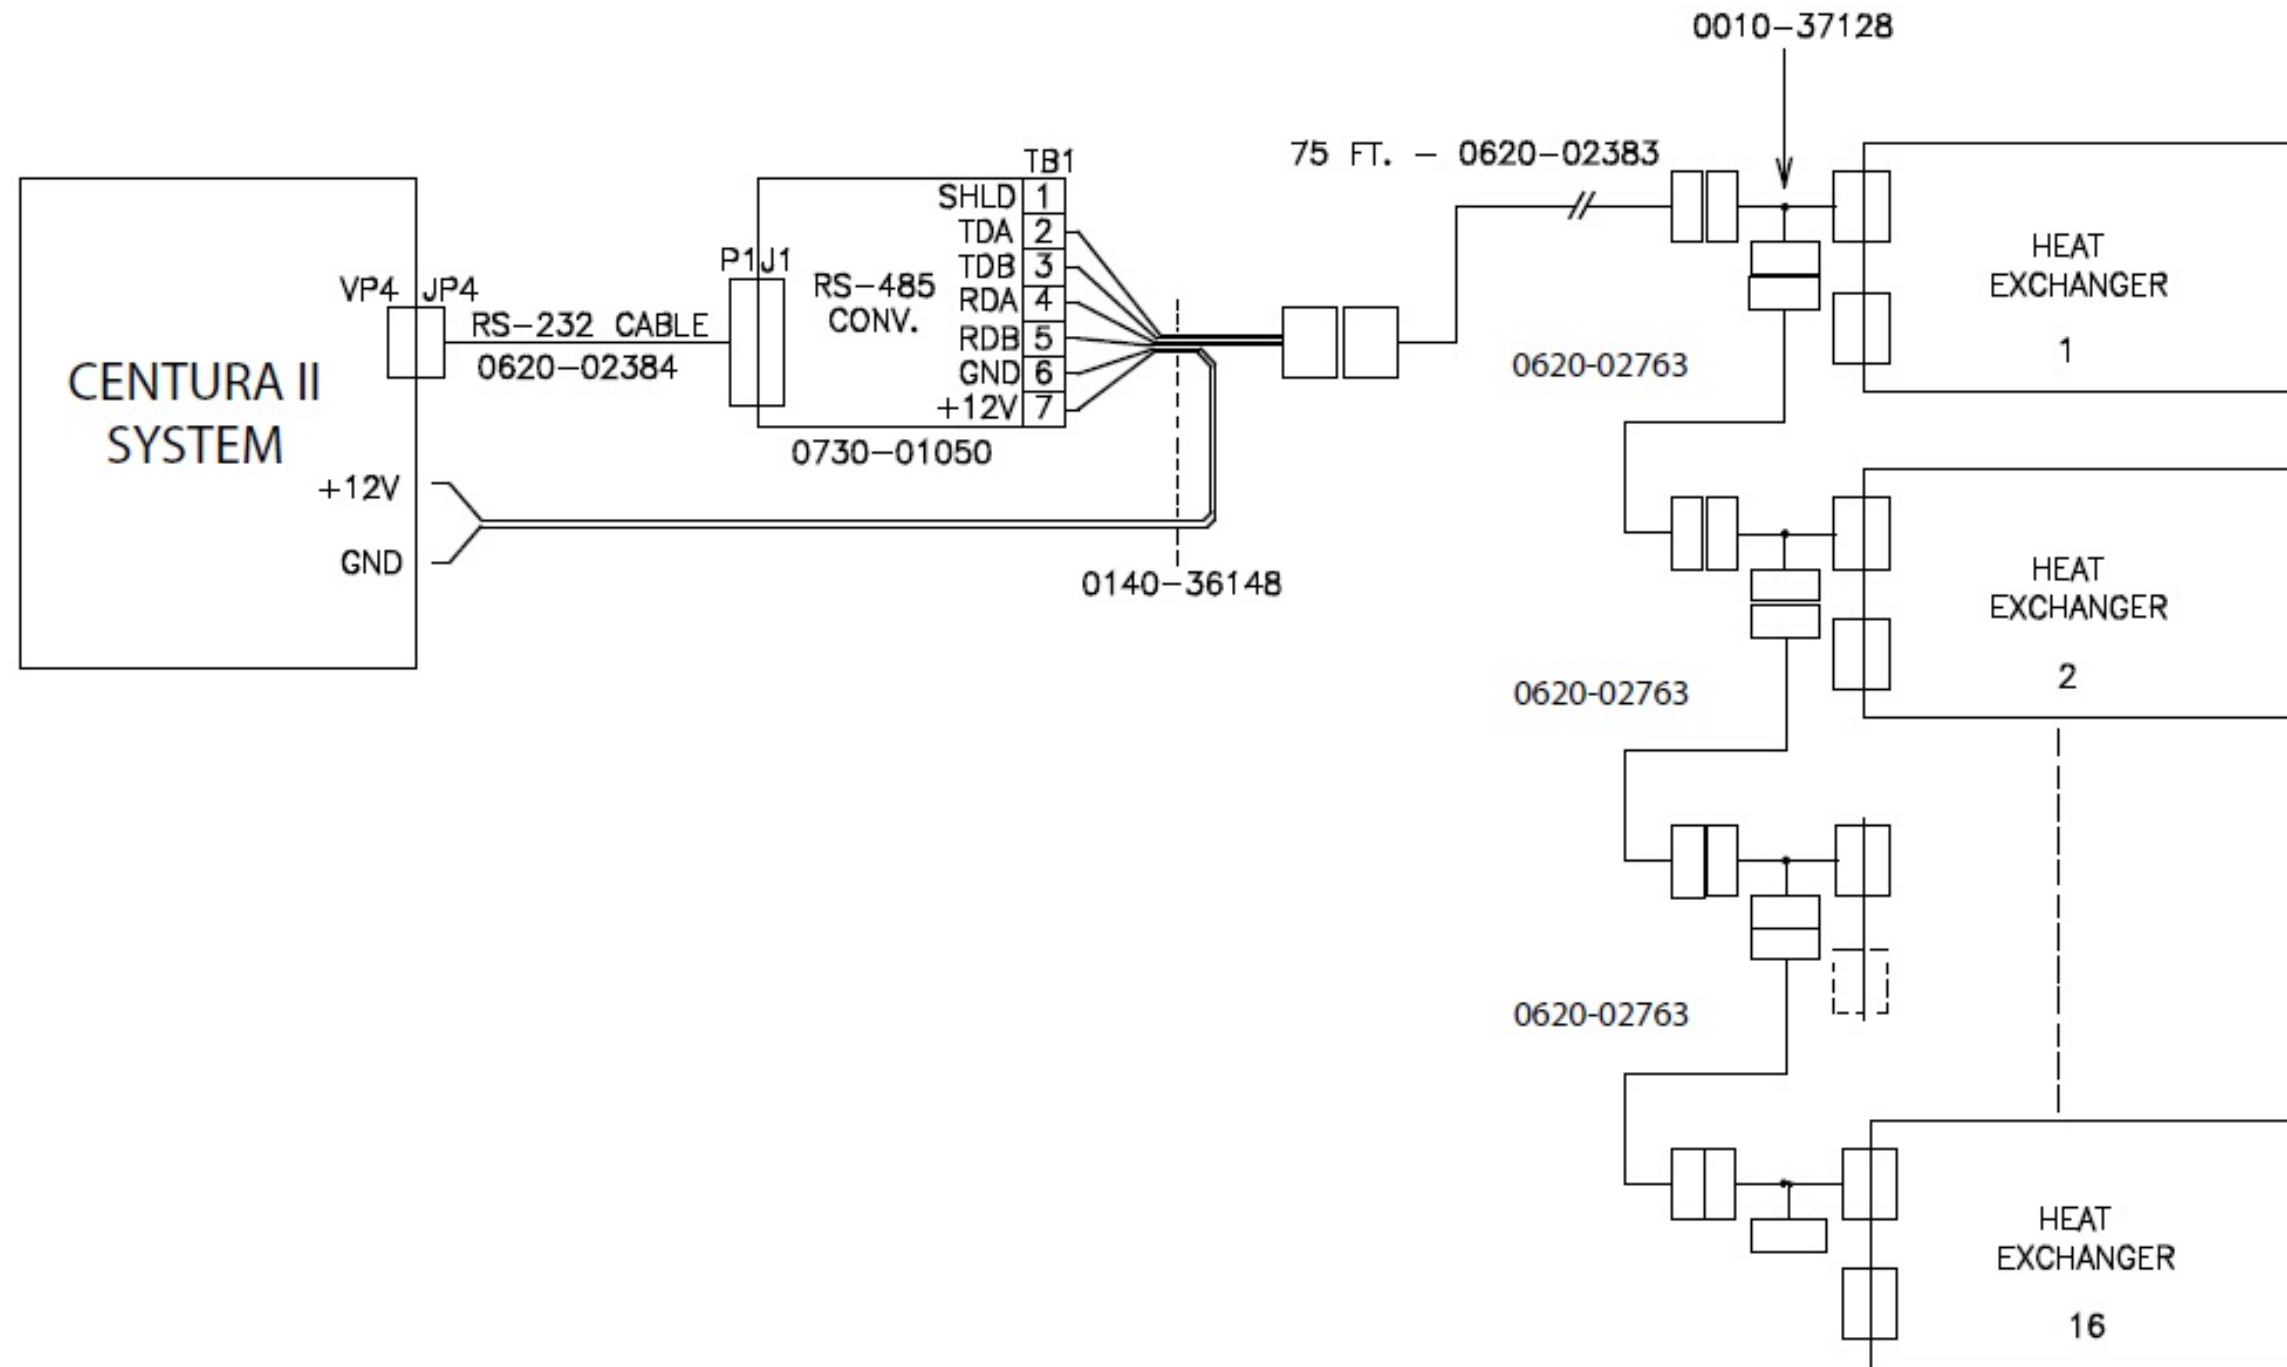 0010-37128
75 FT. - 0620-02383
TB1
SHLD 1
TDA 2
TDB 3
RDA 4
RDB 5
GND 6
+12V 7
P1 J1
RS-485
CONV.
0730-01050
VP4 JP4
RS-232 CABLE
0620-02384
CENTURA II
SYSTEM
+12V
GND
0140-36148
HEAT
EXCHANGER
1
0620-02763
HEAT
EXCHANGER
2
0620-02763
0620-02763
HEAT
EXCHANGER
16